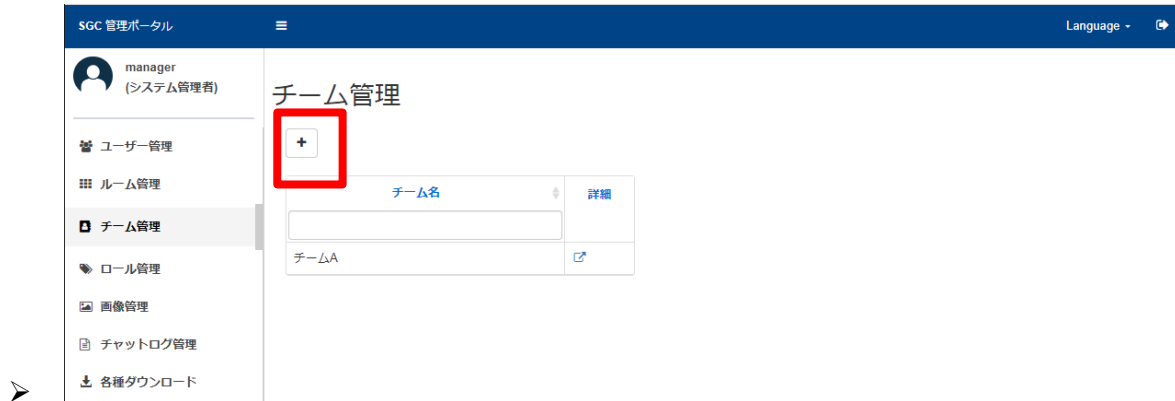 SGC 管理ポータル
Language
manager
(システム管理者)
チーム管理
+
ユーザー管理
ルーム管理
チーム管理
ロール管理
画像管理
チャットログ管理
各種ダウンロード
チーム名 詳細
チームA